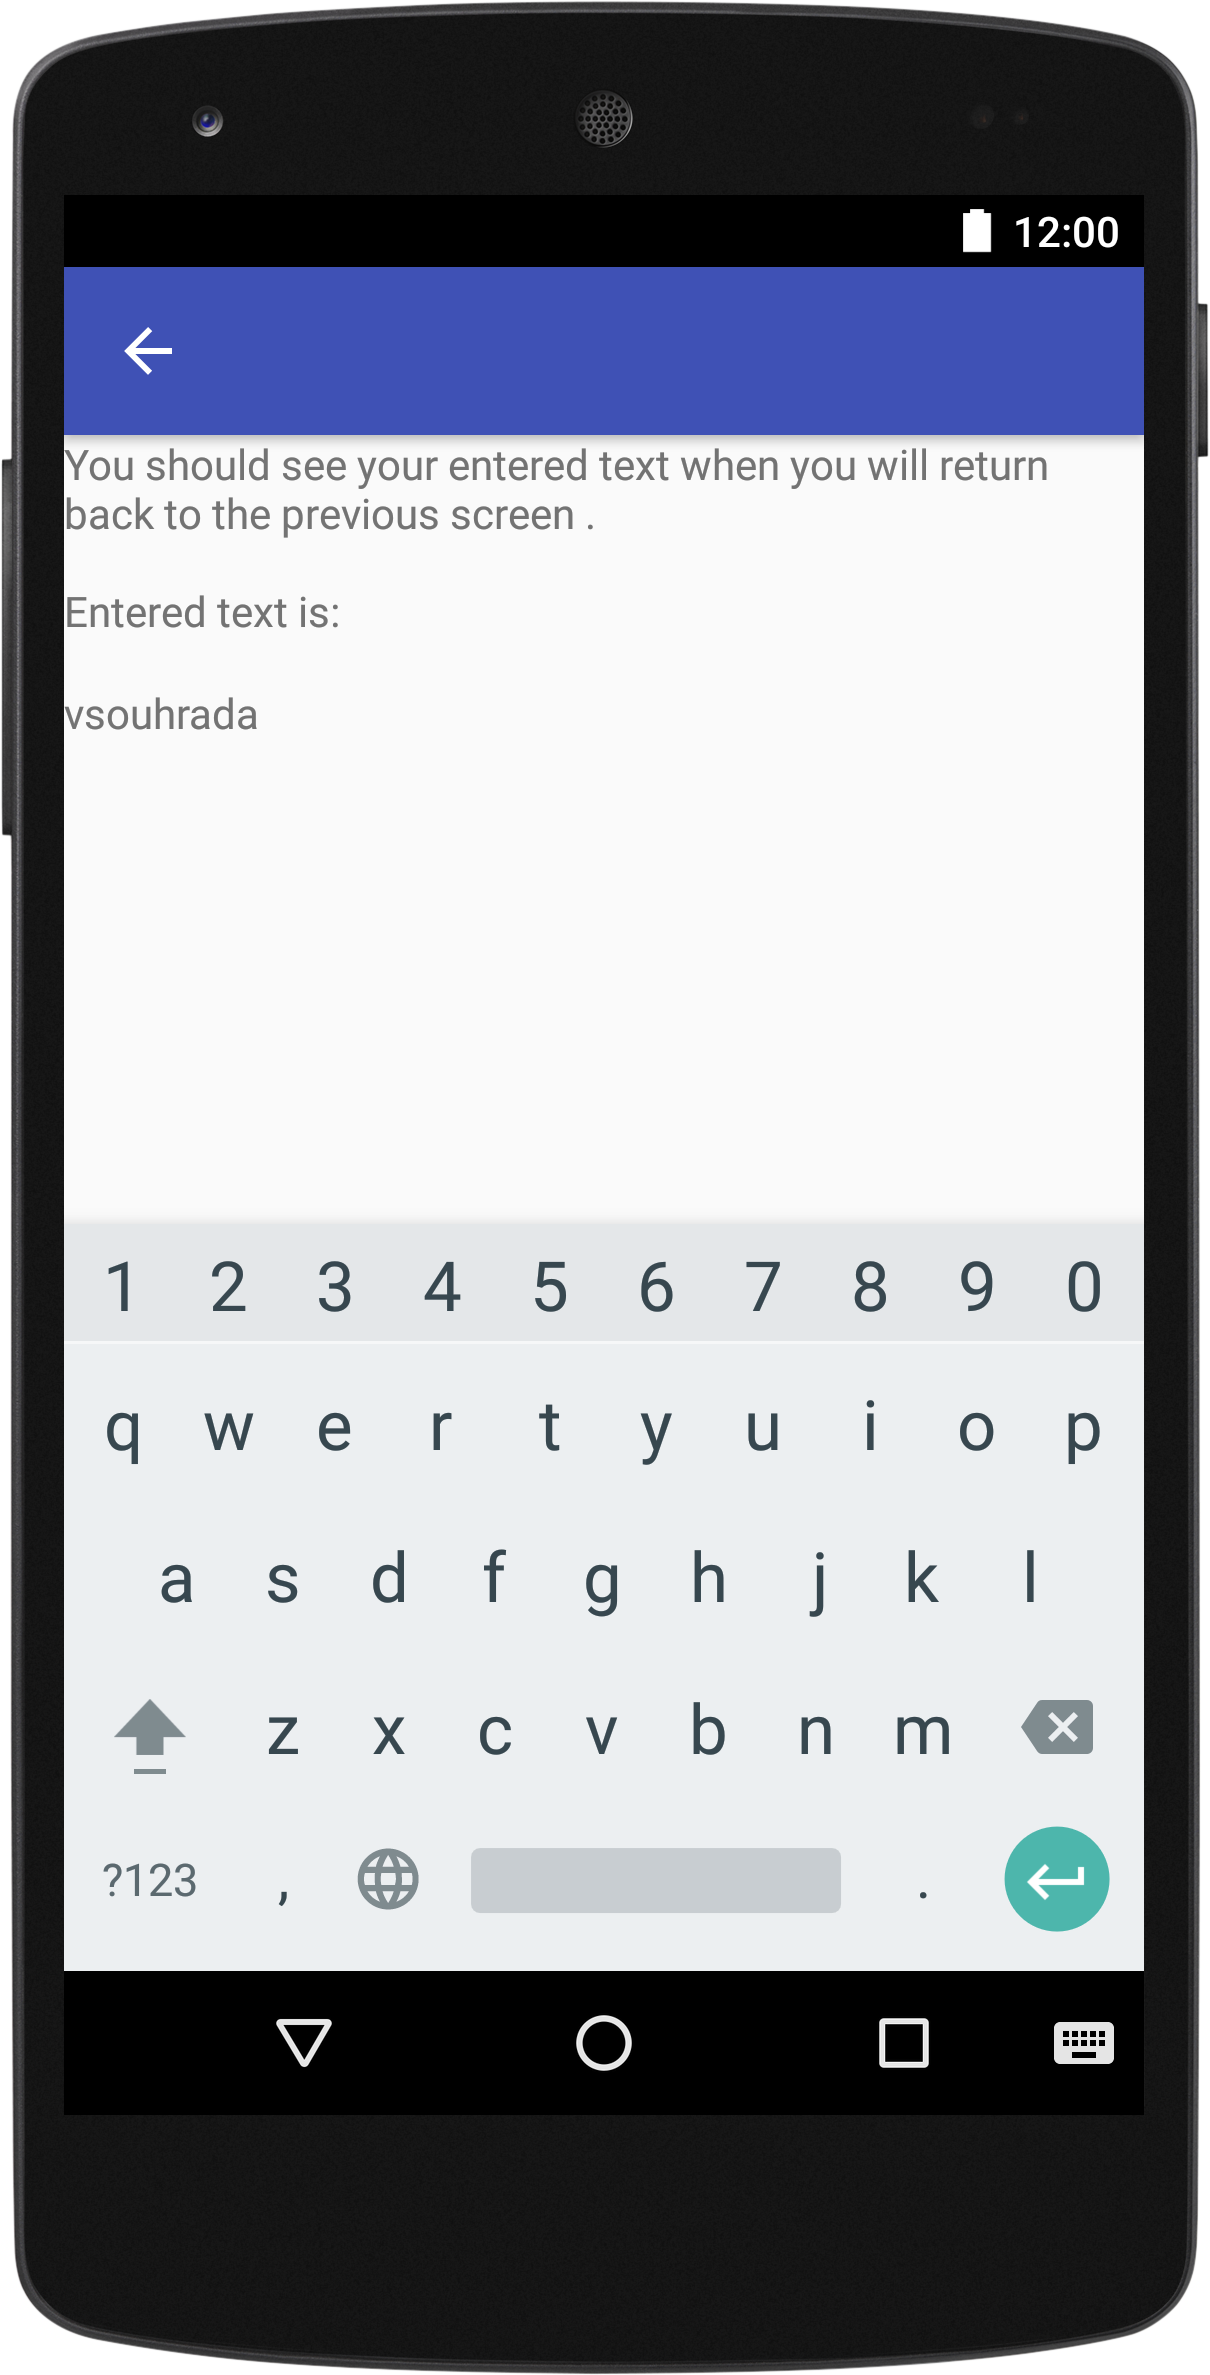 12:00
You should see your entered text when you will return
back to the previous screen .
Entered text is:
vsouhrada
1 2 3 4 5 6 7 8 9 0
q w e r t y u i o p
a s d f g h j k l
z x c v b n m
?123 , .